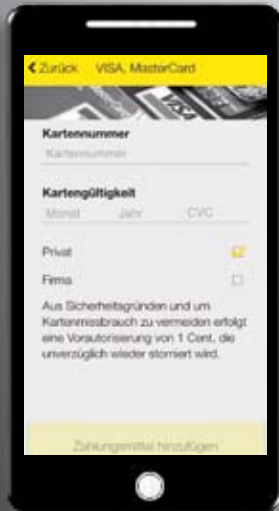 Zurück VISA, MasterCard
VISA
Kartennummer
Kartennummer
Kartengültigkeit
Monat Jahr CVC
Privat
Firma
Aus Sicherheitsgründen und um
Kartenmissbrauch zu vermeiden erfolgt
eine Vorautorisierung von 1 Cent, die
unverzüglich wieder storniert wird.
Zahlungsmittel hinzufügen